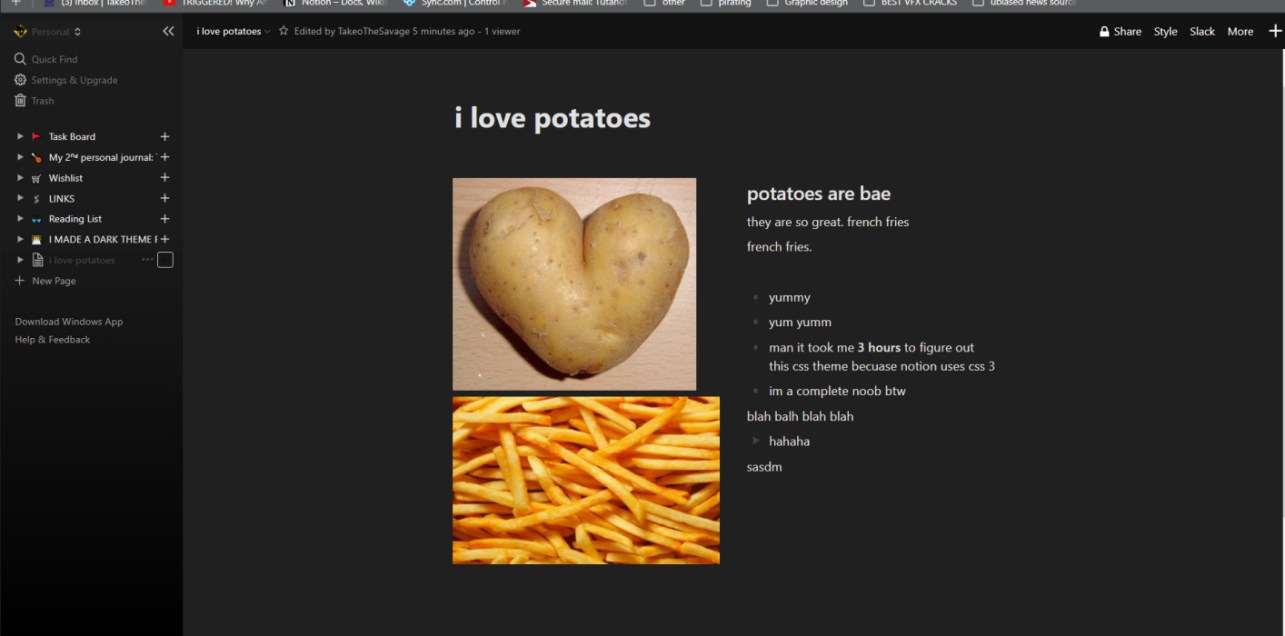 (3) Inbox | TakeoThe
TRIGGERED! Why A
Notion – Docs, Wiki
Sync.com | Control
Secure mail: Tutanot
other
pirating
Graphic design
BEST VFX CRACKS
ubiased news sourc
Personal
i love potatoes
Edited by TakeoTheSavage 5 minutes ago - 1 viewer
Share
Style
Slack
More
Quick Find
Settings & Upgrade
Trash
Task Board
My 2ⁿᵈ personal journal:
Wishlist
LINKS
Reading List
I MADE A DARK THEME F
i love potatoes
New Page
Download Windows App
Help & Feedback
i love potatoes
potatoes are bae
they are so great. french fries
french fries.
yummy
yum yumm
man it took me 3 hours to figure out
this css theme becuase notion uses css 3
im a complete noob btw
blah balh blah blah
hahaha
sasdm